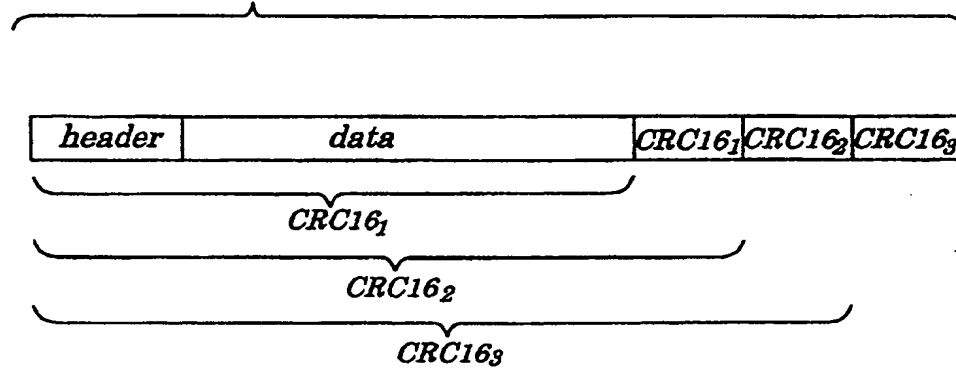 header data CRC16₁ CRC16₂ CRC16₃
CRC16₁
CRC16₂
CRC16₃